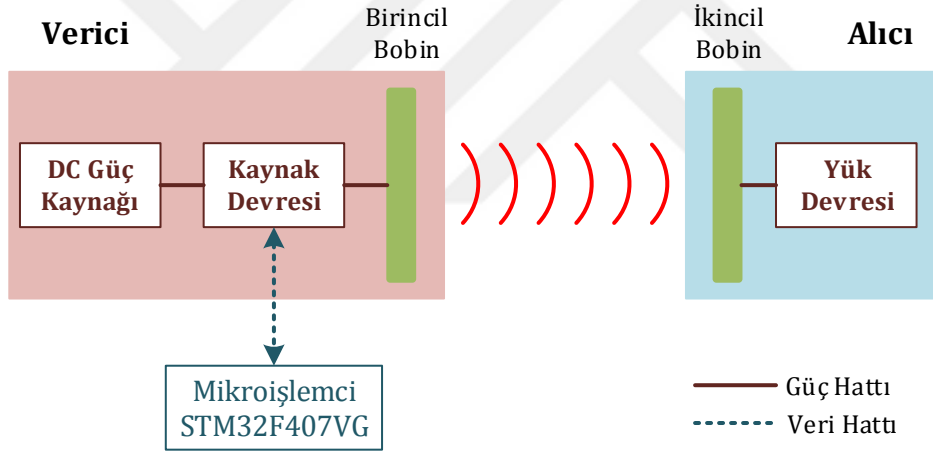 Verici
Birincil
Bobin
İkincil
Bobin
Alıcı
DC Güç
Kaynağı
Kaynak
Devresi
Yük
Devresi
Mikroişlemci
STM32F407VG
Güç Hattı
Veri Hattı